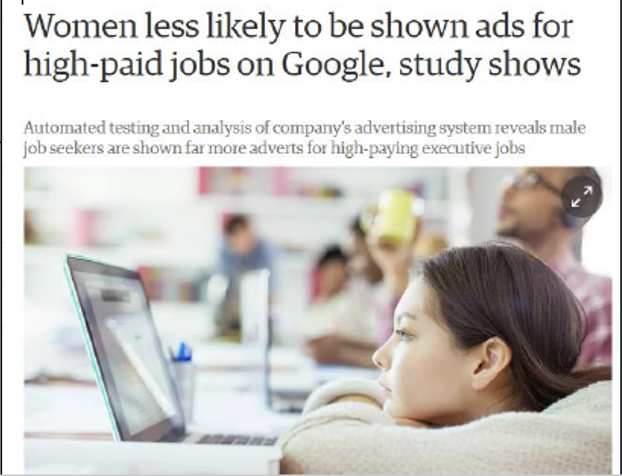 Women less likely to be shown ads for
high-paid jobs on Google, study shows
Automated testing and analysis of company's advertising system reveals male
job seekers are shown far more adverts for high-paying executive jobs